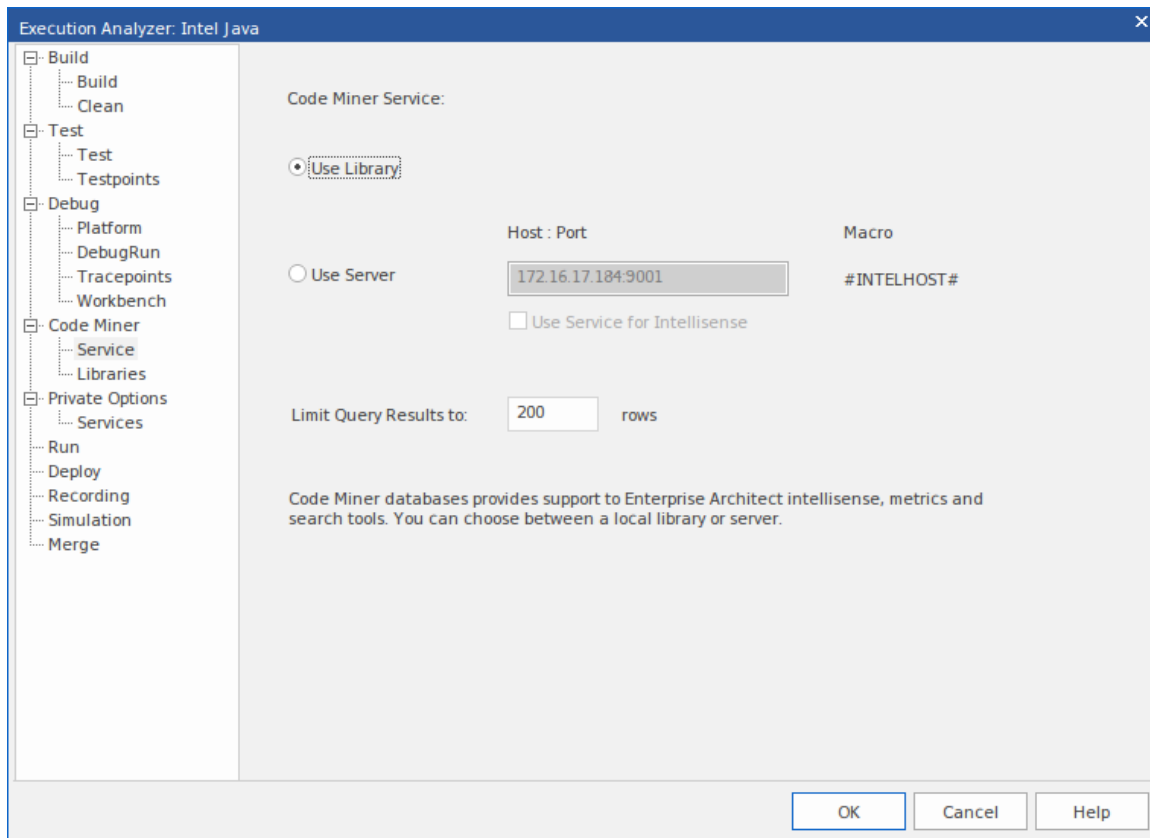 Execution Analyzer: Intel Java
Build
Build
Clean
Test
Test
Testpoints
Debug
Platform
DebugRun
Tracepoints
Workbench
Code Miner
Service
Libraries
Private Options
Services
Run
Deploy
Recording
Simulation
Merge
Code Miner Service:
Use Library
Host : Port Macro
Use Server 172.16.17.184:9001 #INTELHOST#
Use Service for Intellisense
Limit Query Results to: 200 rows
Code Miner databases provides support to Enterprise Architect intellisense, metrics and
search tools. You can choose between a local library or server.
OK Cancel Help